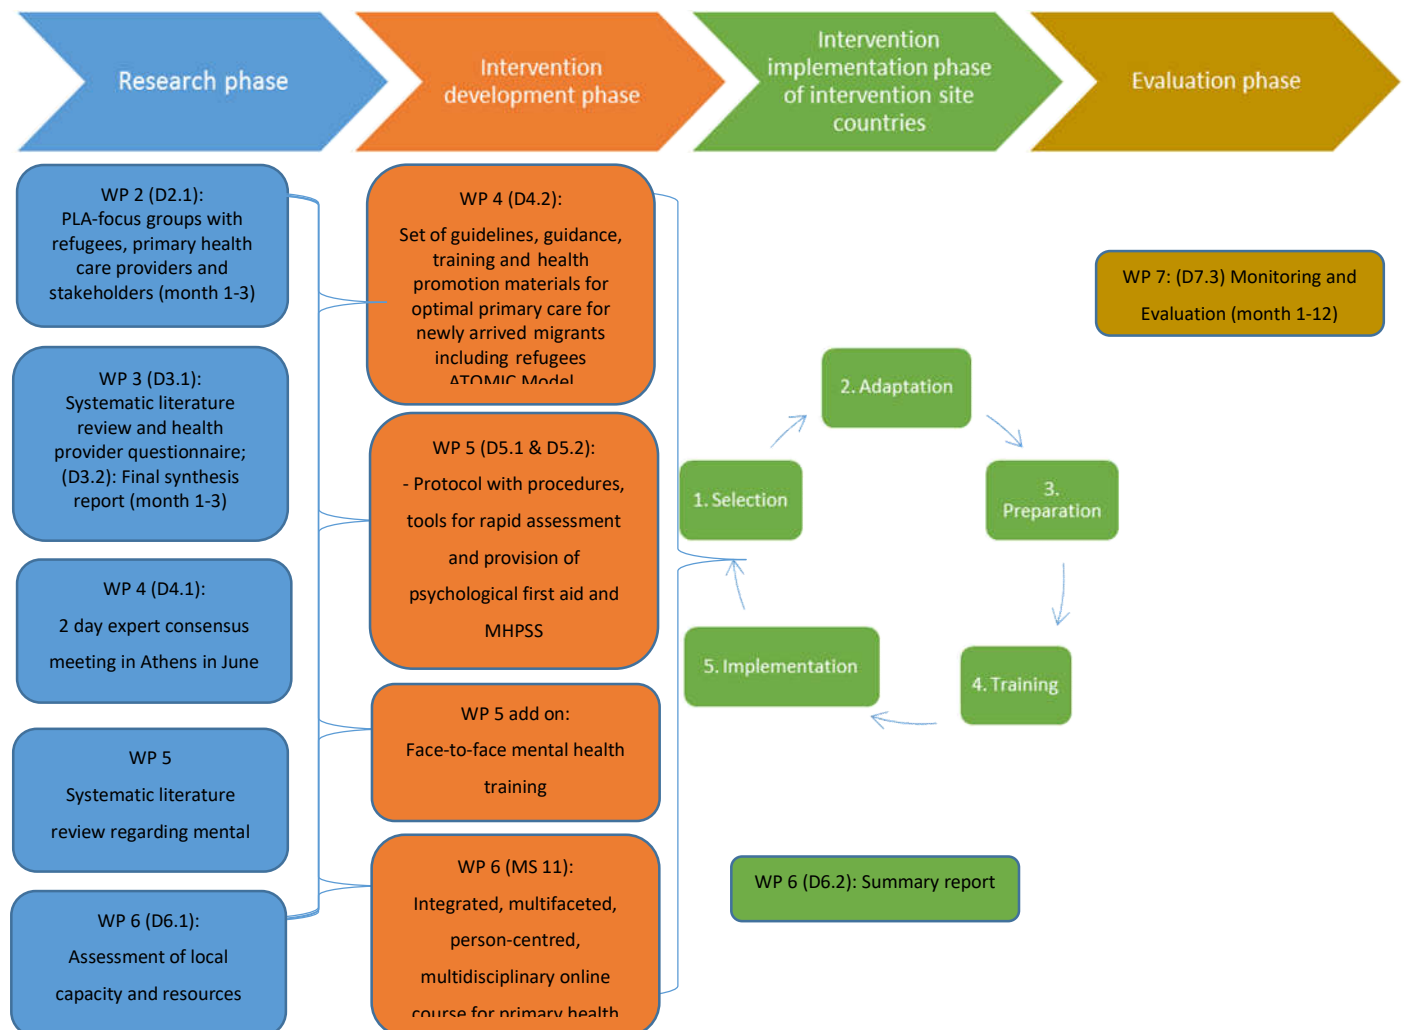 Research phase
Intervention
development phase
Intervention
implementation phase
of intervention site
countries
Evaluation phase
WP 2 (D2.1):
PLA-focus groups with
refugees, primary health
care providers and
stakeholders (month 1-3)
WP 3 (D3.1):
Systematic literature
review and health
provider questionnaire;
(D3.2): Final synthesis
report (month 1-3)
WP 4 (D4.1):
2 day expert consensus
meeting in Athens in June
WP 5
Systematic literature
review regarding mental
WP 6 (D6.1):
Assessment of local
capacity and resources
WP 4 (D4.2):
Set of guidelines, guidance,
training and health
promotion materials for
optimal primary care for
newly arrived migrants
including refugees
ATOMIC Model
WP 5 (D5.1 & D5.2):
- Protocol with procedures,
tools for rapid assessment
and provision of
psychological first aid and
MHPSS
WP 5 add on:
Face-to-face mental health
training
WP 6 (MS 11):
Integrated, multifaceted,
person-centred,
multidisciplinary online
course for primary health
1. Selection
2. Adaptation
3.
Preparation
4. Training
5. Implementation
WP 6 (D6.2): Summary report
WP 7: (D7.3) Monitoring and
Evaluation (month 1-12)